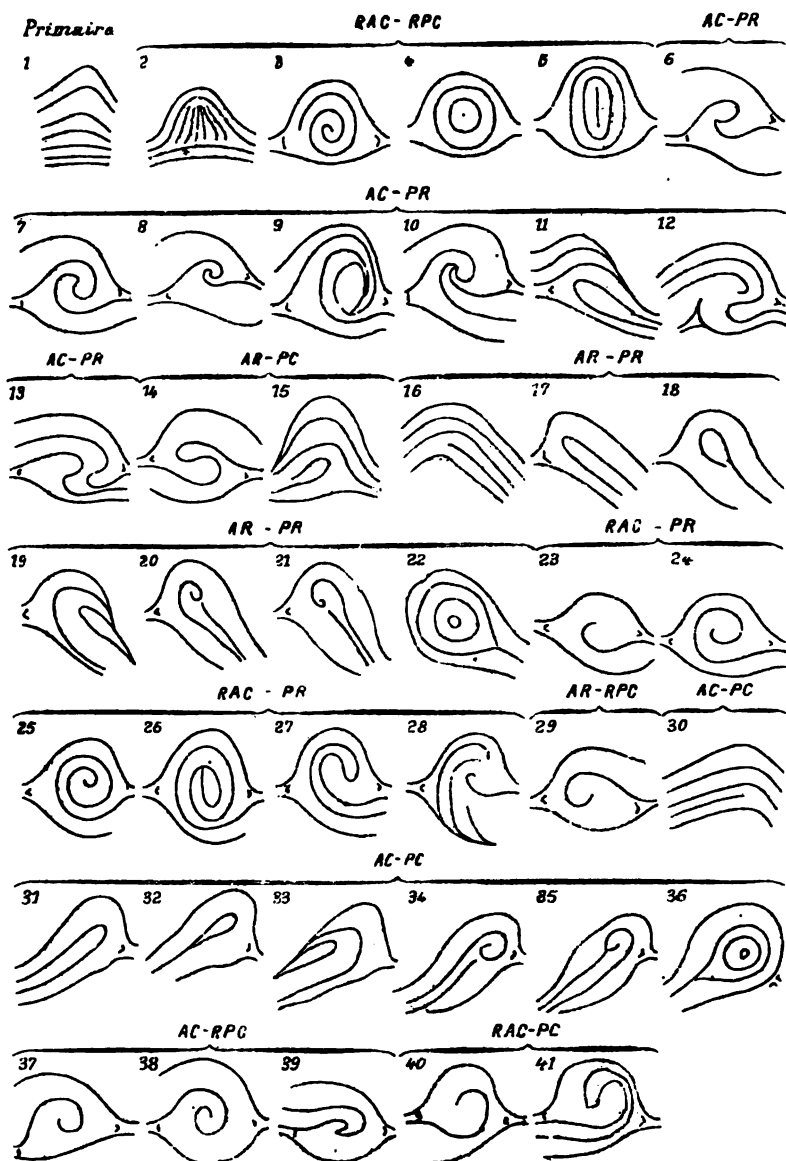 Primaire RAC-RPC AC-PR
1 2 3 4 5 6
AC-PR
7 8 9 10 11 12
AC-PR AR-PC AR-PR
13 14 15 16 17 18
AR - PR RAC - PR
19 20 21 22 23 24
RAC - PR AR-RPC AC-PC
25 26 27 28 29 30
AC-PC
31 32 33 34 35 36
AC-RPC RAC-PC
37 38 39 40 41